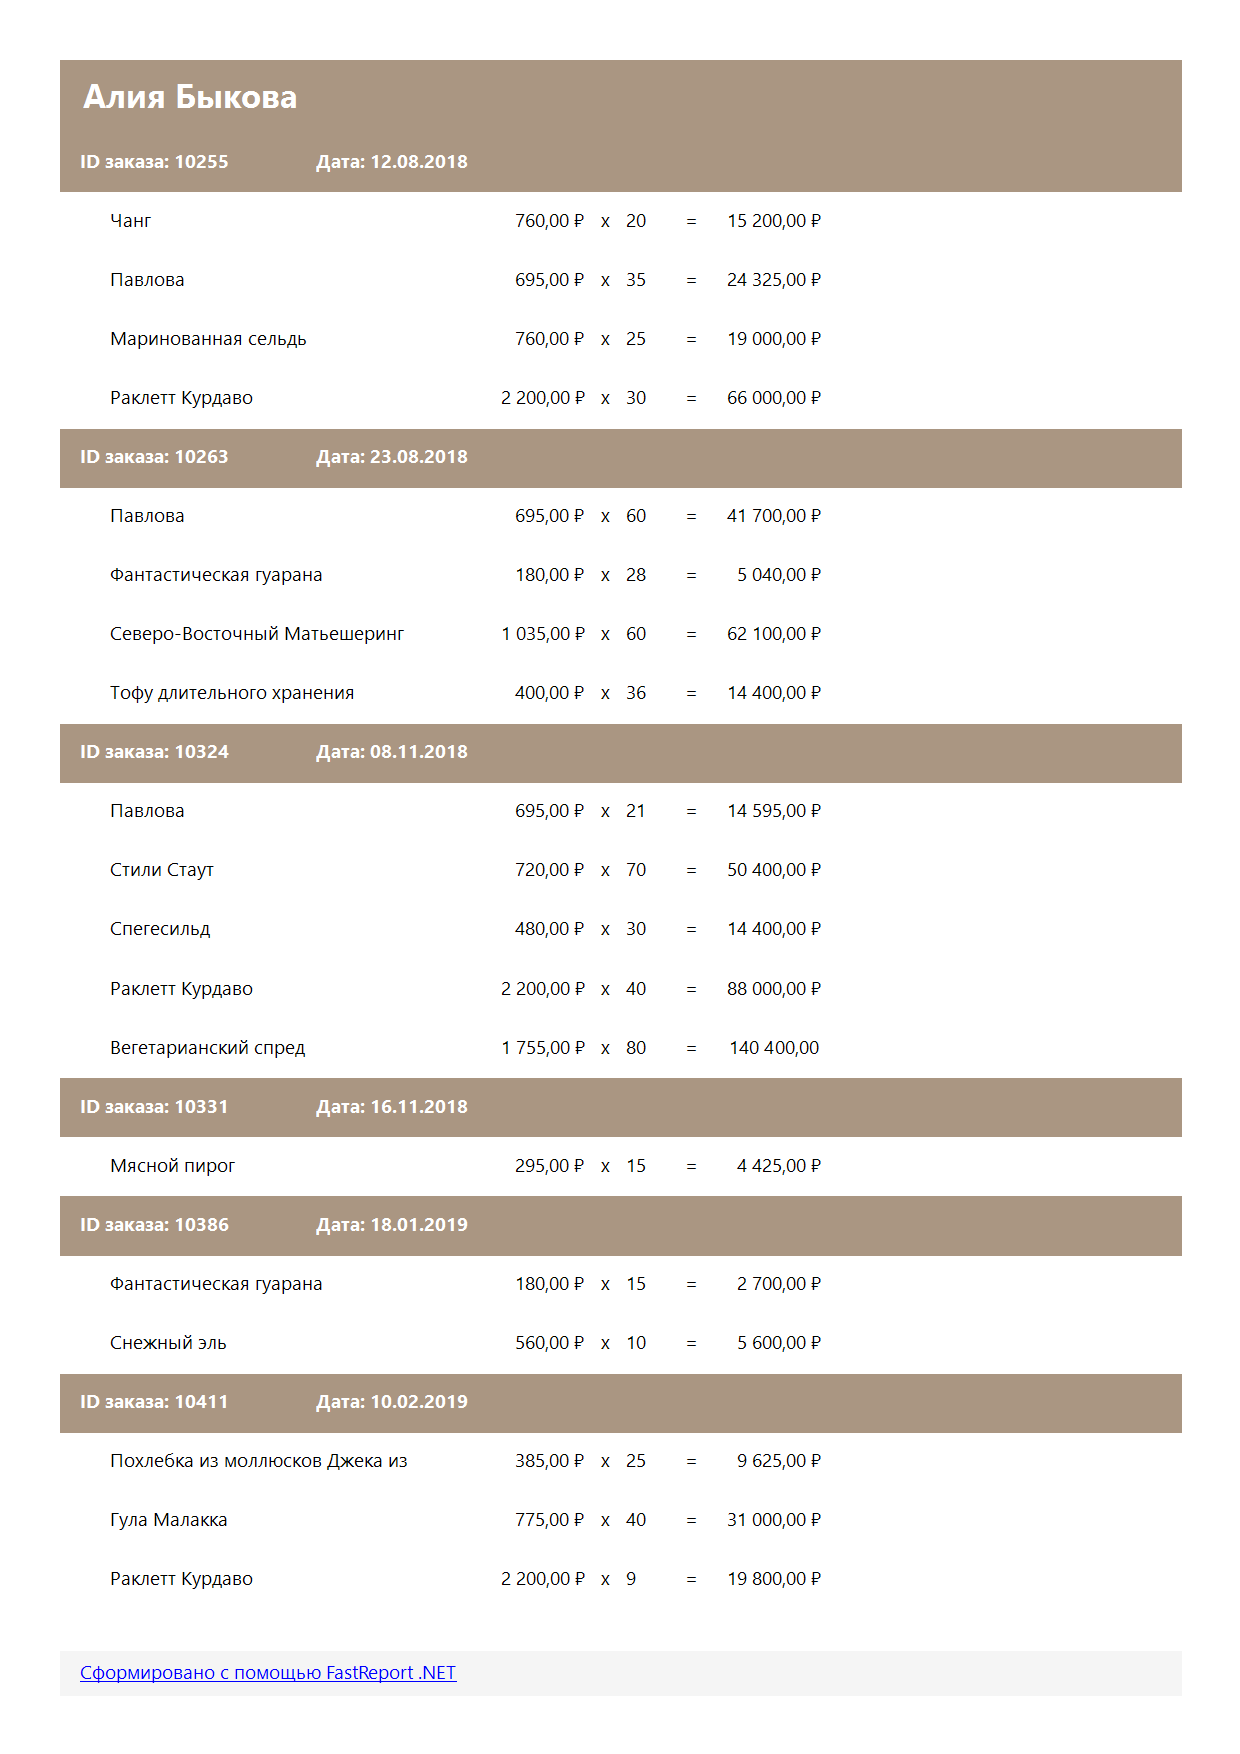 Алия Быкова
ID заказа: 10255 Дата: 12.08.2018
Чанг 760,00 ₽ x 20 = 15 200,00 ₽
Павлова 695,00 ₽ x 35 = 24 325,00 ₽
Маринованная сельдь 760,00 ₽ x 25 = 19 000,00 ₽
Раклетт Курдаво 2 200,00 ₽ x 30 = 66 000,00 ₽
ID заказа: 10263 Дата: 23.08.2018
Павлова 695,00 ₽ x 60 = 41 700,00 ₽
Фантастическая гуарана 180,00 ₽ x 28 = 5 040,00 ₽
Северо-Восточный Матьешеринг 1 035,00 ₽ x 60 = 62 100,00 ₽
Тофу длительного хранения 400,00 ₽ x 36 = 14 400,00 ₽
ID заказа: 10324 Дата: 08.11.2018
Павлова 695,00 ₽ x 21 = 14 595,00 ₽
Стили Стаут 720,00 ₽ x 70 = 50 400,00 ₽
Спегесильд 480,00 ₽ x 30 = 14 400,00 ₽
Раклетт Курдаво 2 200,00 ₽ x 40 = 88 000,00 ₽
Вегетарианский спред 1 755,00 ₽ x 80 = 140 400,00
ID заказа: 10331 Дата: 16.11.2018
Мясной пирог 295,00 ₽ x 15 = 4 425,00 ₽
ID заказа: 10386 Дата: 18.01.2019
Фантастическая гуарана 180,00 ₽ x 15 = 2 700,00 ₽
Снежный эль 560,00 ₽ x 10 = 5 600,00 ₽
ID заказа: 10411 Дата: 10.02.2019
Похлебка из моллюсков Джека из 385,00 ₽ x 25 = 9 625,00 ₽
Гула Малакка 775,00 ₽ x 40 = 31 000,00 ₽
Раклетт Курдаво 2 200,00 ₽ x 9 = 19 800,00 ₽
Сформировано с помощью FastReport .NET